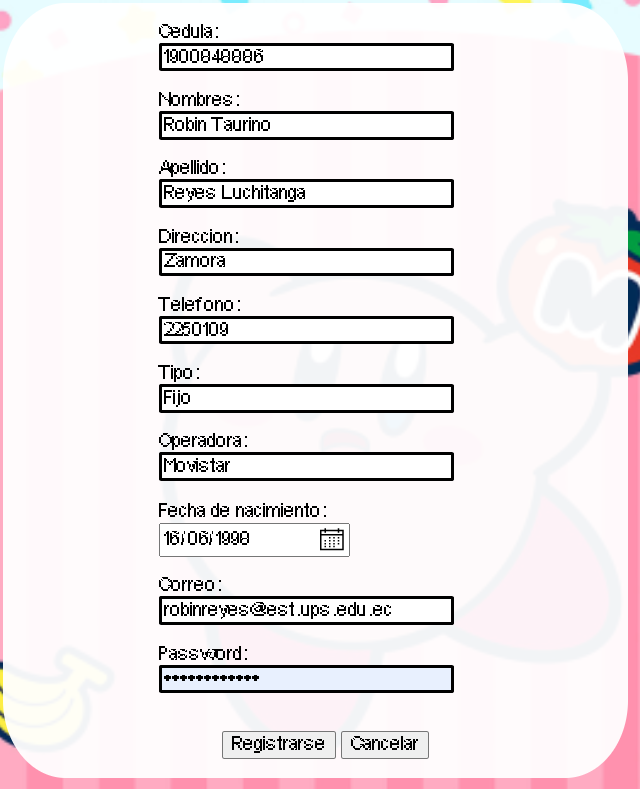 Cedula:
1900848886
Nombres:
Robin Taurino
Apellido:
Reyes Luchitanga
Direccion:
Zamora
Telefono:
2250109
Tipo:
Fijo
Operadora:
Movistar
Fecha de nacimiento:
16/06/1998
Correo:
robinreyes@est.ups.edu.ec
Password:
••••••••••••
Registrarse Cancelar
M